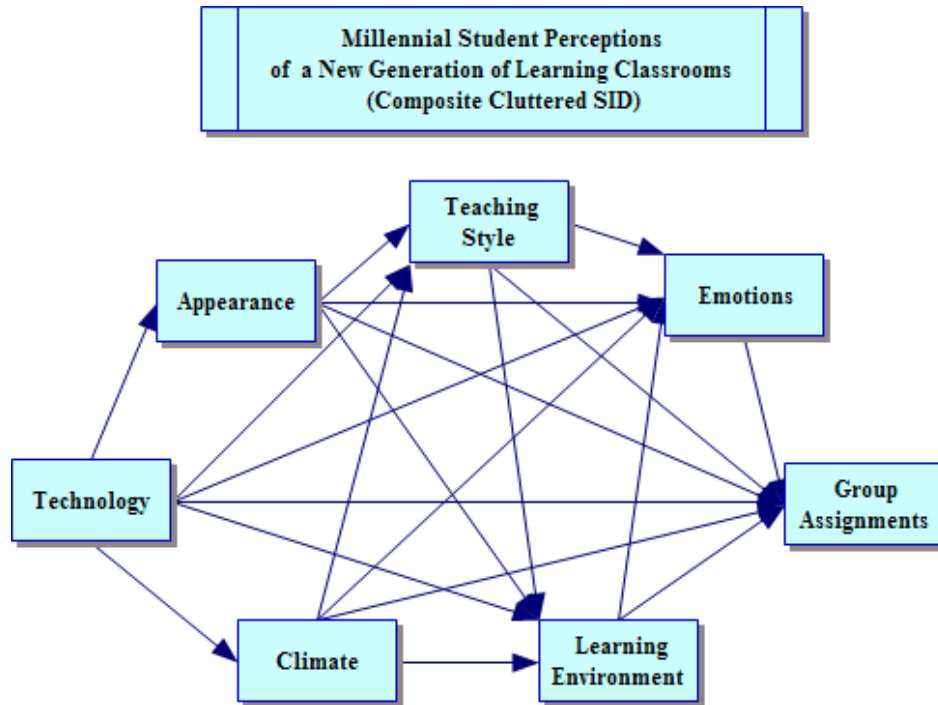 Millennial Student Perceptions
of a New Generation of Learning Classrooms
(Composite Cluttered SID)
Teaching
Style
Appearance
Emotions
Technology
Group
Assignments
Climate
Learning
Environment